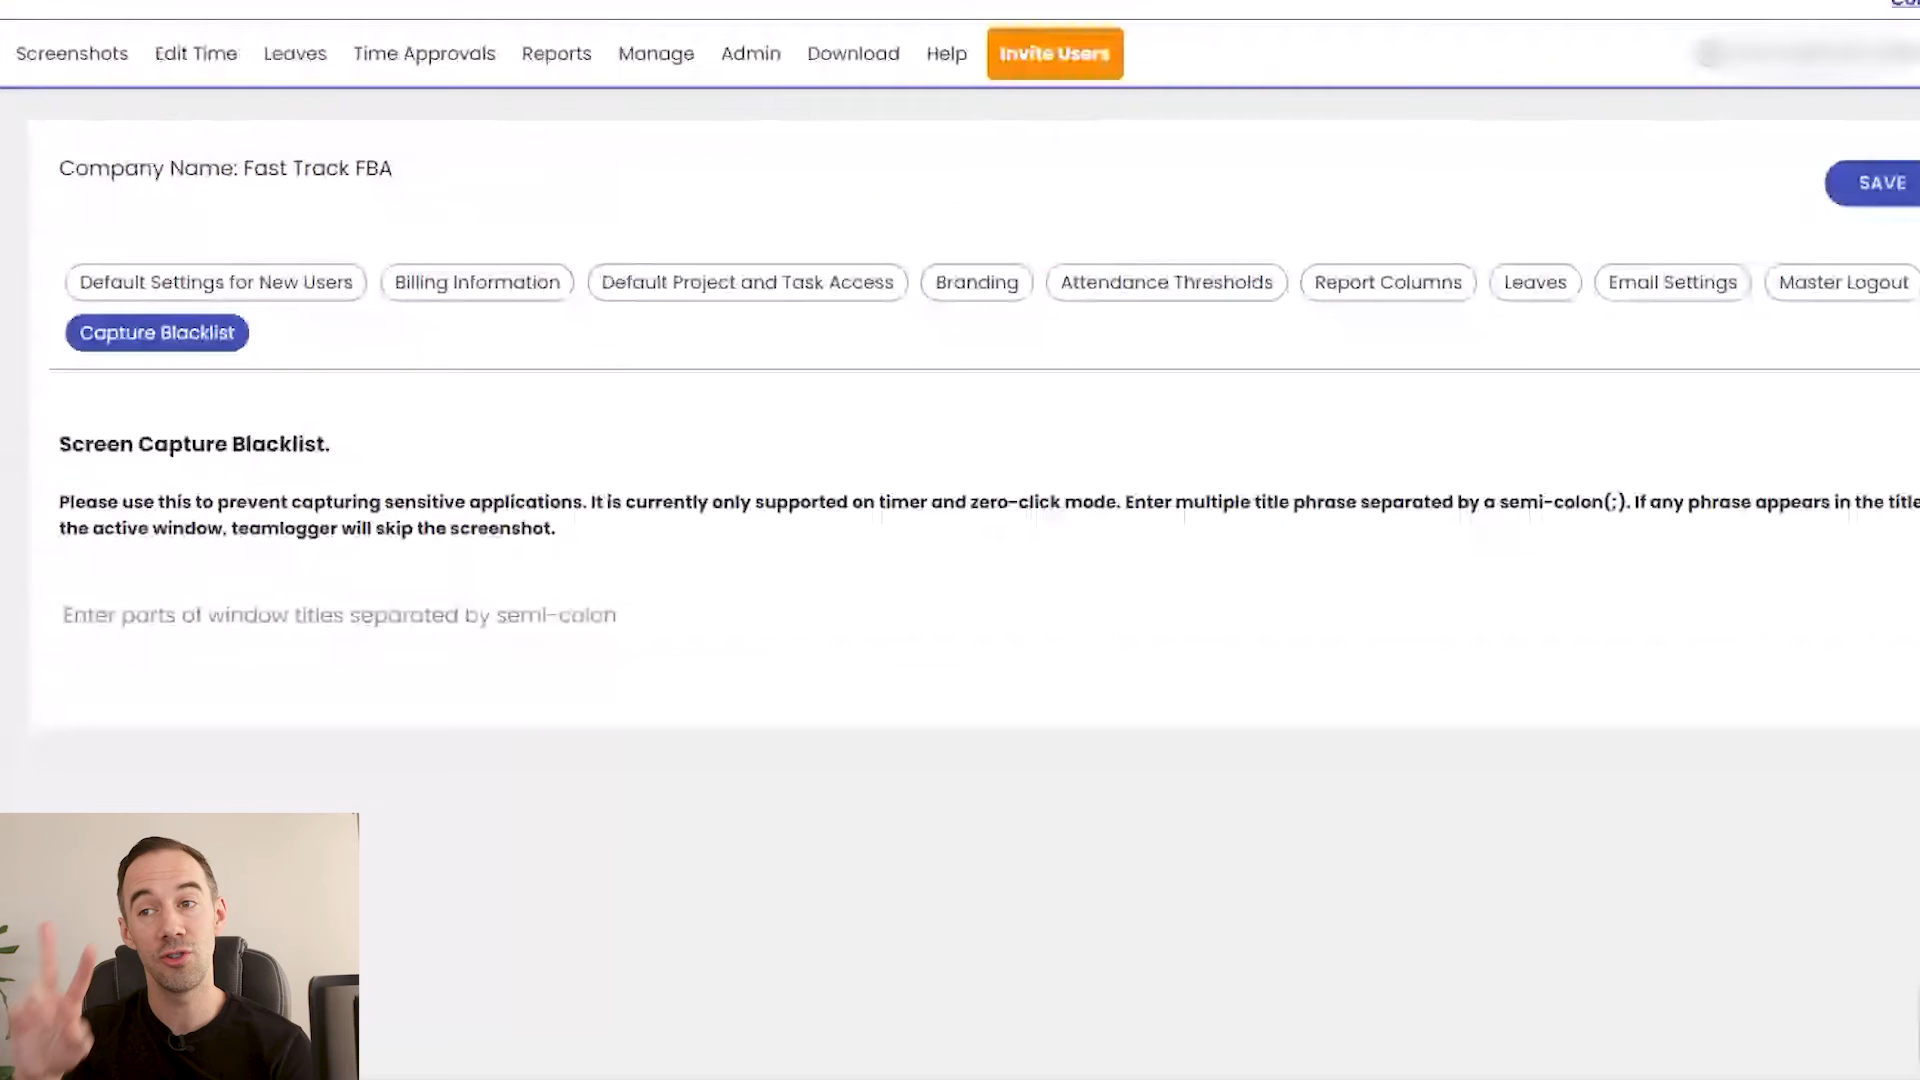 Screenshots Edit Time Leaves Time Approvals Reports Manage Admin Download Help Invite Users
Company Name: Fast Track FBA
SAVE
Default Settings for New Users Billing Information Default Project and Task Access Branding Attendance Thresholds Report Columns Leaves Email Settings Master Logout
Capture Blacklist
Screen Capture Blacklist.
Please use this to prevent capturing sensitive applications. It is currently only supported on timer and zero-click mode. Enter multiple title phrase separated by a semi-colon(;). If any phrase appears in the title
the active window, teamlogger will skip the screenshot.
Enter parts of window titles separated by semi-colon